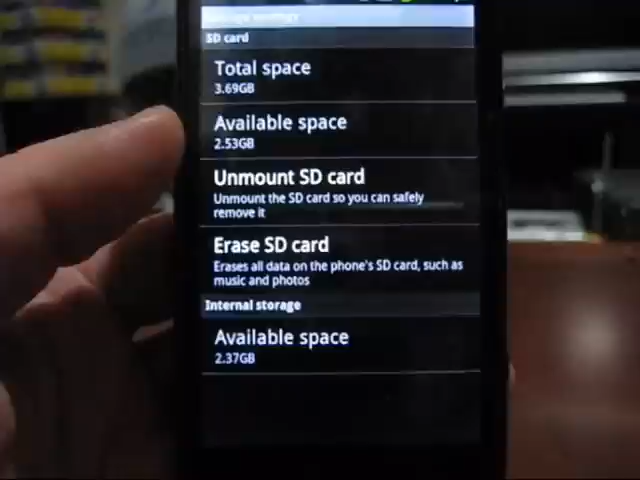 SD card
Total space
3.69GB
Available space
2.53GB
Unmount SD card
Unmount the SD card so you can safely
remove it
Erase SD card
Erases all data on the phone's SD card, such as
music and photos
Internal storage
Available space
2.37GB